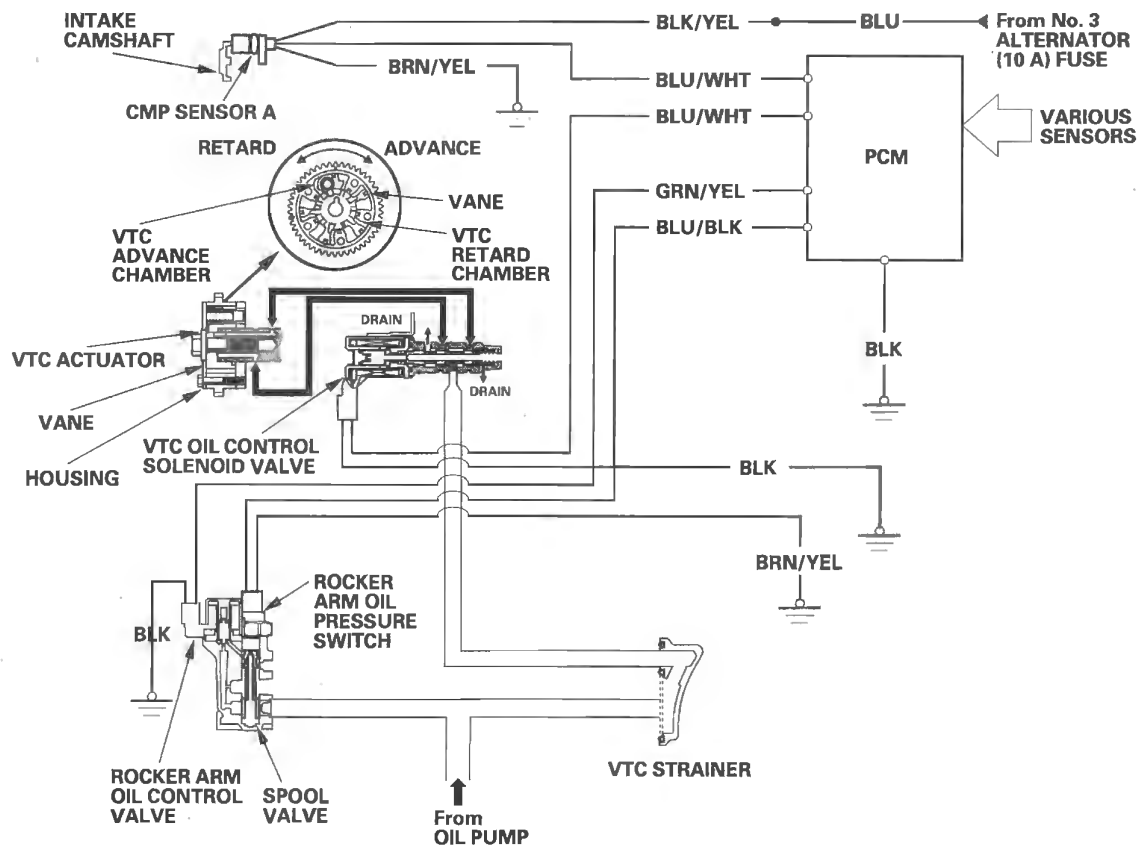 INTAKE
CAMSHAFT
BLK/YEL
BLU
From No. 3
ALTERNATOR
(10 A) FUSE
BRN/YEL
BLU/WHT
CMP SENSOR A
BLU/WHT
VARIOUS
SENSORS
RETARD
ADVANCE
PCM
VANE
GRN/YEL
VTC
ADVANCE
CHAMBER
VTC
RETARD
CHAMBER
BLU/BLK
DRAIN
VTC ACTUATOR
BLK
DRAIN
VANE
VTC OIL CONTROL
SOLENOID VALVE
HOUSING
BLK
BRN/YEL
ROCKER
ARM OIL
PRESSURE
SWITCH
BLK
VTC STRAINER
ROCKER ARM
OIL CONTROL
VALVE
SPOOL
VALVE
From
OIL PUMP